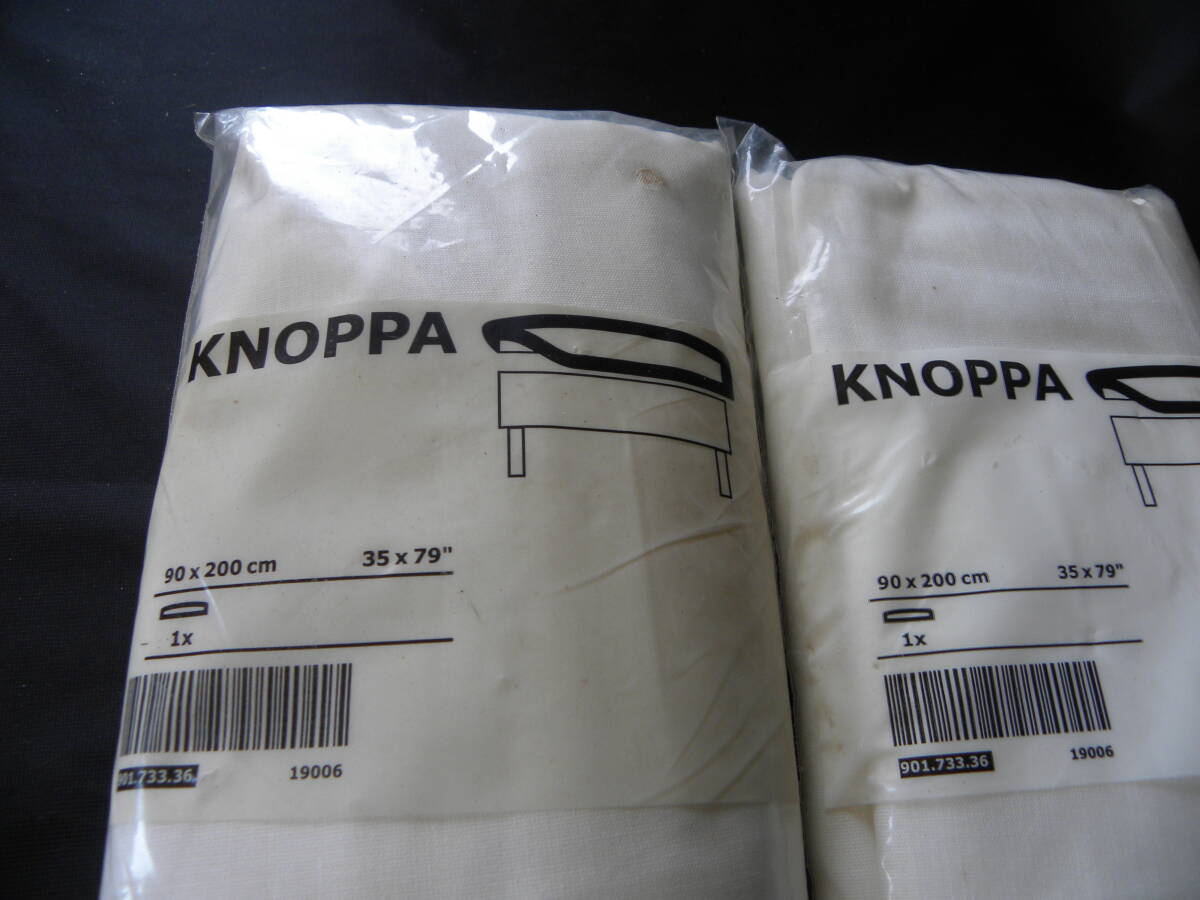 KNOPPA
90 x 200 cm 35 x 79"
1x
901.733.36
19006
KNOPPA
90 x 200 cm 35 x 79"
1x
901.733.36
19006